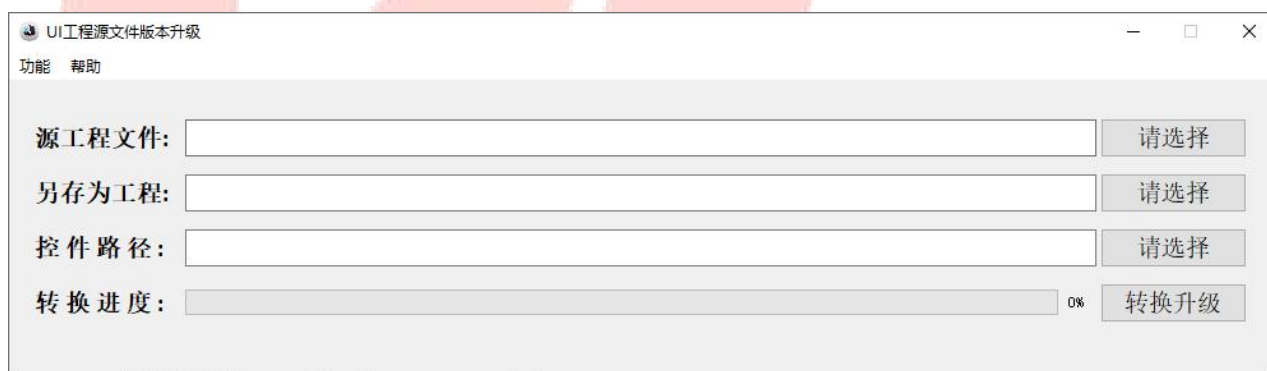 UI工程源文件版本升级
功能 帮助
源工程文件: 请选择
另存为工程: 请选择
控件路径: 请选择
转换进度: 0% 转换升级